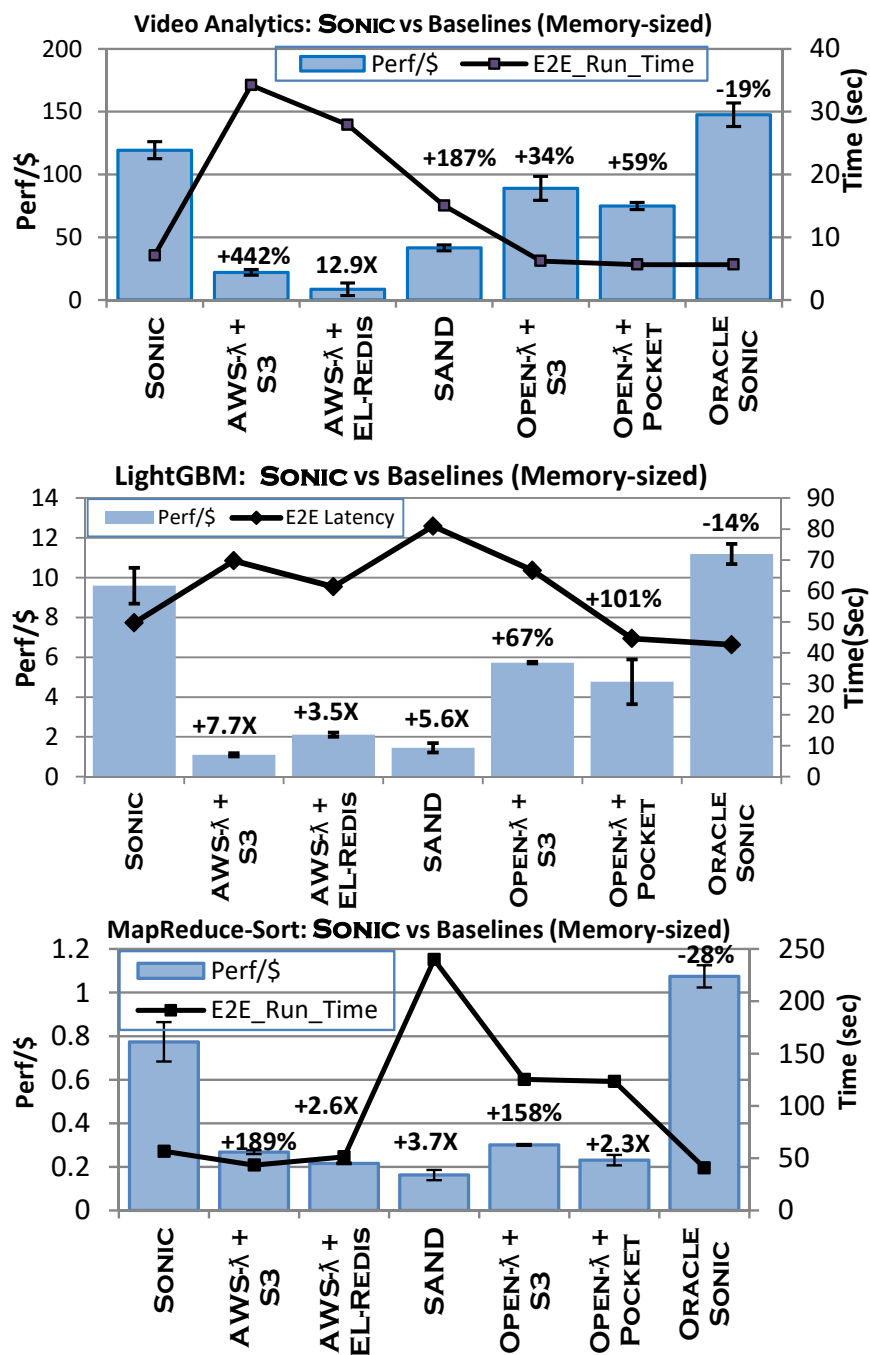 Video Analytics: SONIC vs Baselines (Memory-sized)
Perf/$ E2E_Run_Time
200
150
100
50
0
40
30
20
10
0
Perf/$
Time (sec)
+442%
12.9X
+187%
+34%
+59%
-19%
SONIC
AWS-λ +
S3
AWS-λ +
EL-REDIS
SAND
OPEN-λ +
S3
OPEN-λ +
POCKET
ORACLE
SONIC
LightGBM: SONIC vs Baselines (Memory-sized)
Perf/$ E2E Latency
14
12
10
8
6
4
2
0
90
80
70
60
50
40
30
20
10
0
Perf/$
Time(Sec)
+7.7X
+3.5X
+5.6X
+67%
+101%
-14%
SONIC
AWS-λ +
S3
AWS-λ +
EL-REDIS
SAND
OPEN-λ +
S3
OPEN-λ +
POCKET
ORACLE
SONIC
MapReduce-Sort: SONIC vs Baselines (Memory-sized)
Perf/$
E2E_Run_Time
1.2
1
0.8
0.6
0.4
0.2
0
250
200
150
100
50
0
Perf/$
Time (sec)
+189%
+2.6X
+3.7X
+158%
+2.3X
-28%
SONIC
AWS-λ +
S3
AWS-λ +
EL-REDIS
SAND
OPEN-λ +
S3
OPEN-λ +
POCKET
ORACLE
SONIC